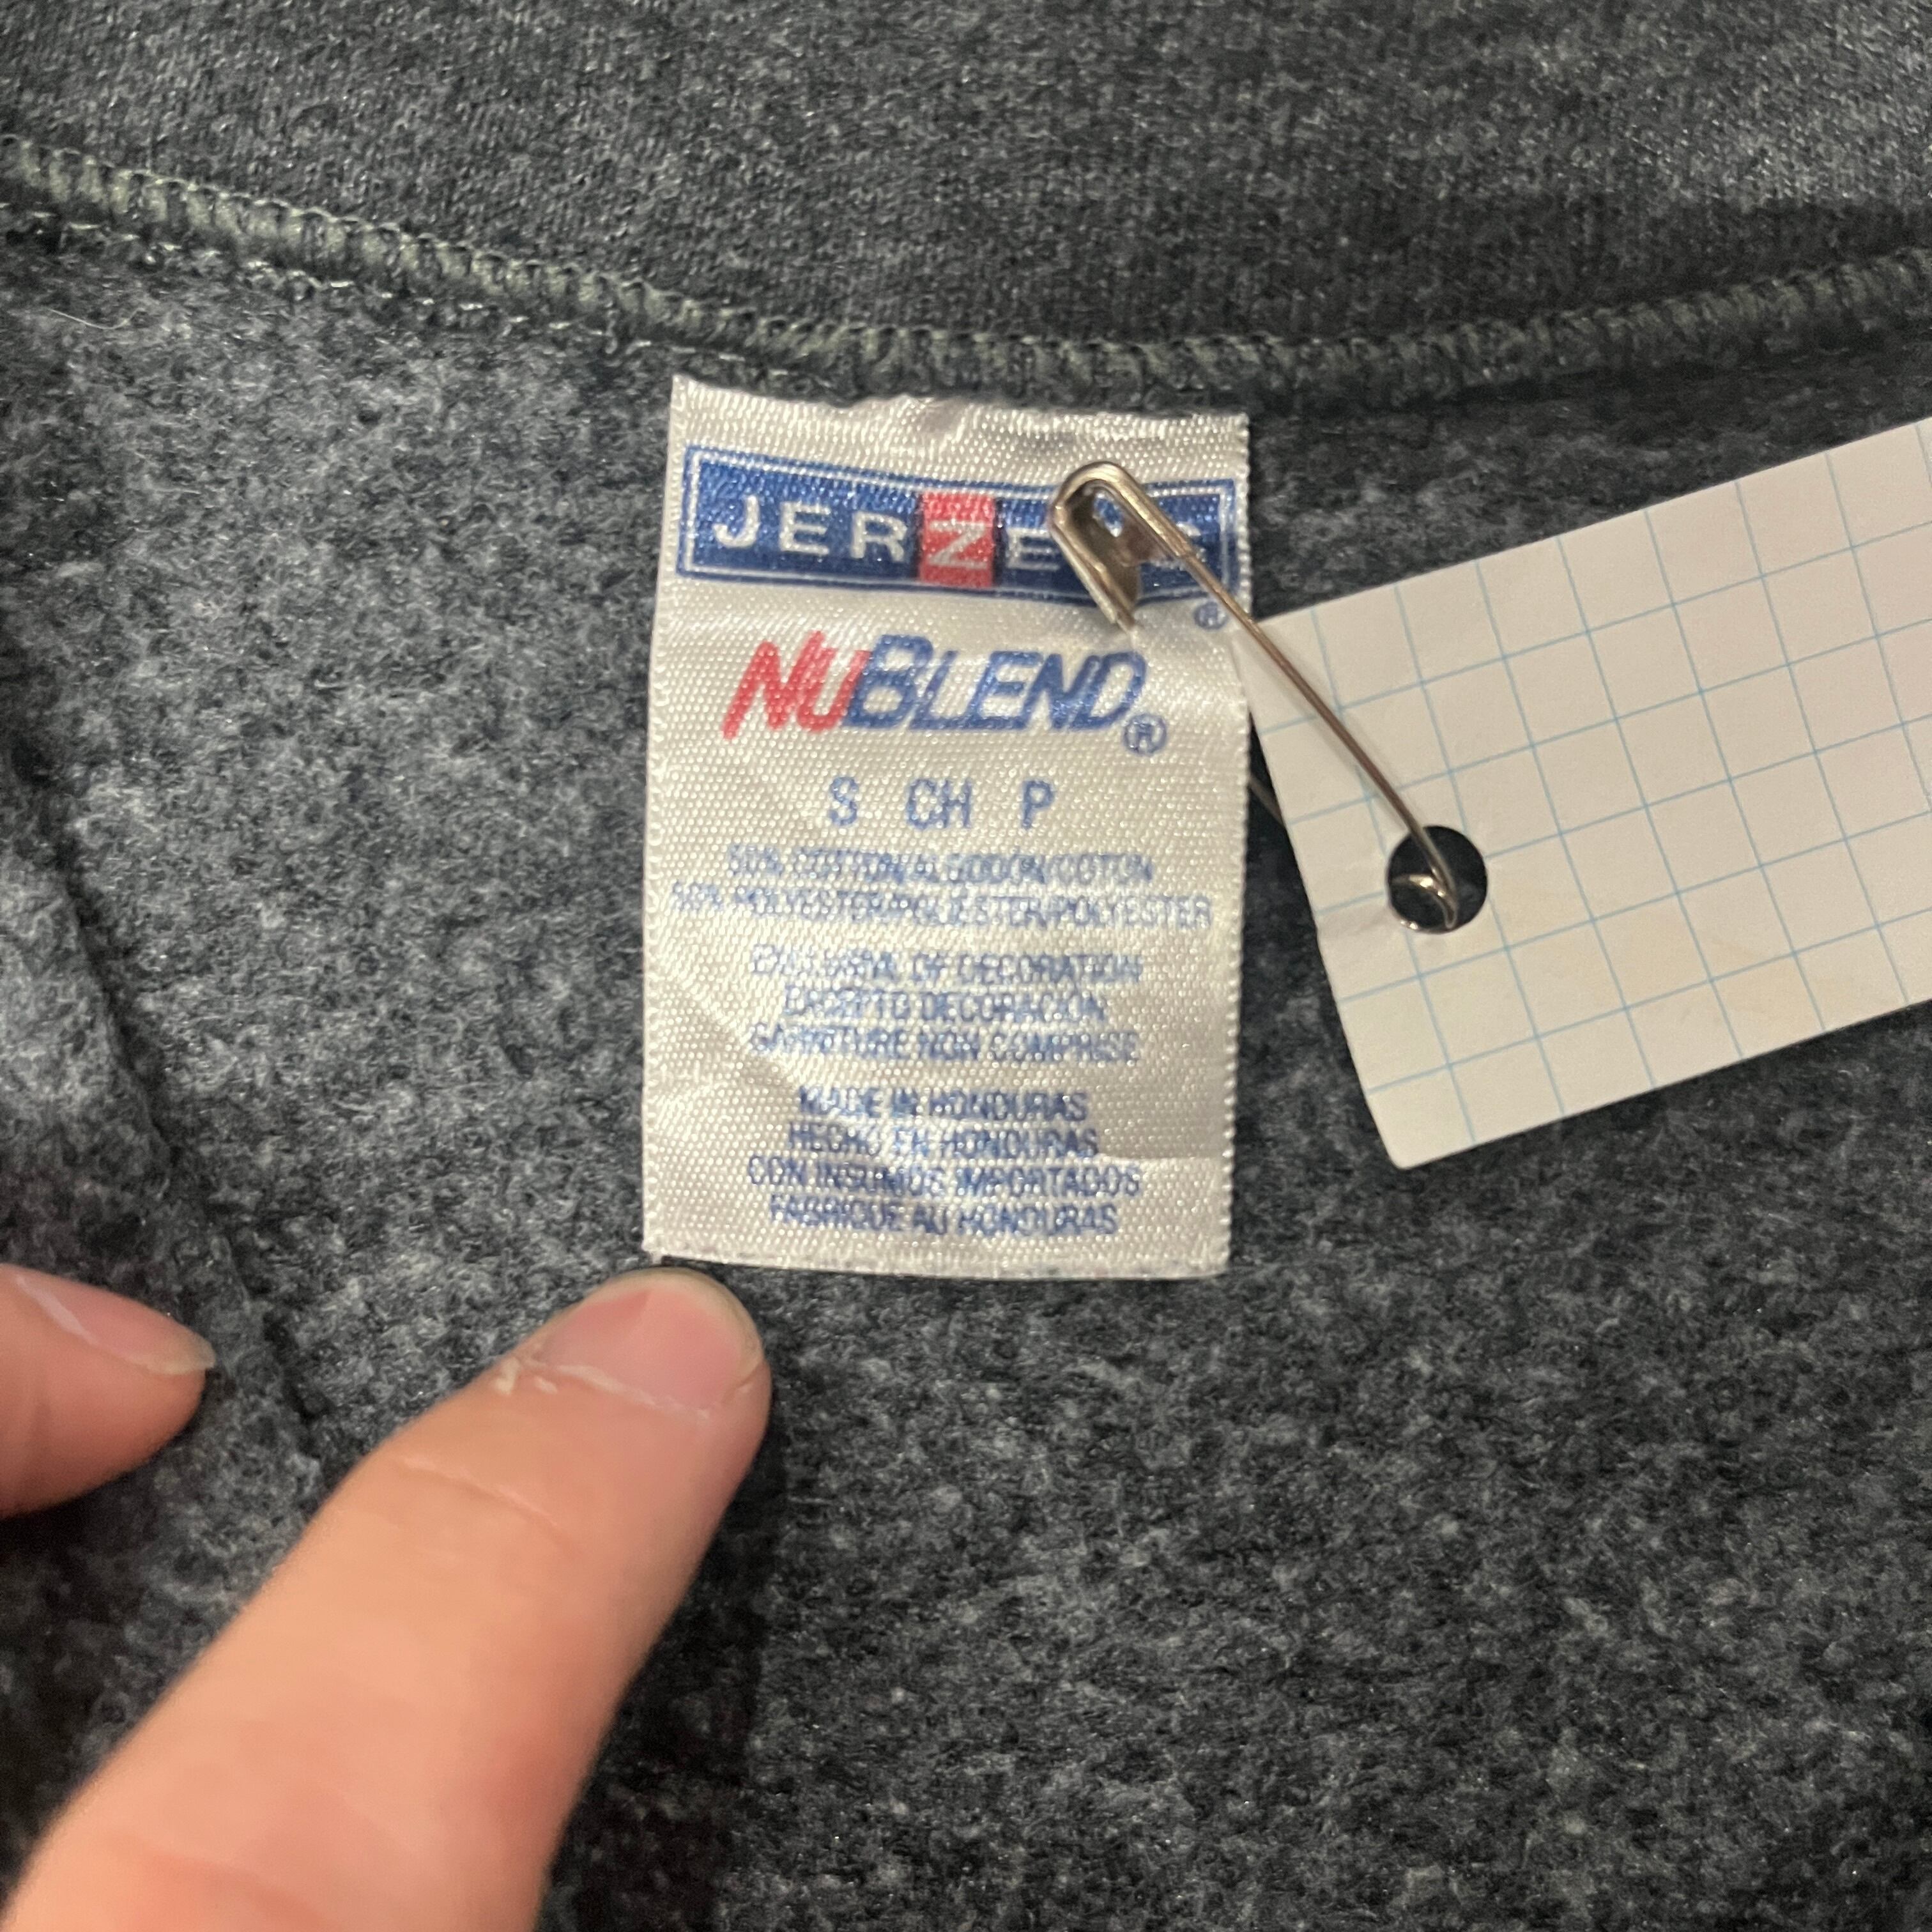 JERZEES
®
NUBLEND®
S CH P
50% COTTON/ALGODON/COTON
50% POLYESTER/POLIESTER/POLYESTER
EXCLUSIVE OF DECORATION
EXCEPTO DECORACION
GARNITURE NON COMPRISE
MADE IN HONDURAS
HECHO EN HONDURAS
CON INSUMOS IMPORTADOS
FABRIQUE AU HONDURAS